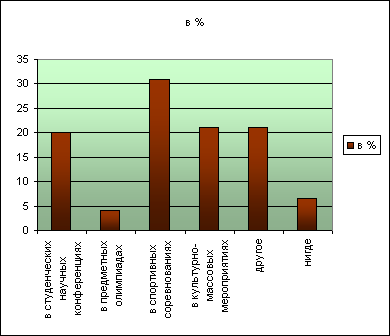 в %
35
30
25
20
15
10
5
0
в студенческих
научных
конференциях
в предметных
олимпиадах
в спортивных
соревнованиях
в культурно-
массовых
мероприятиях
другое
нигде
в %